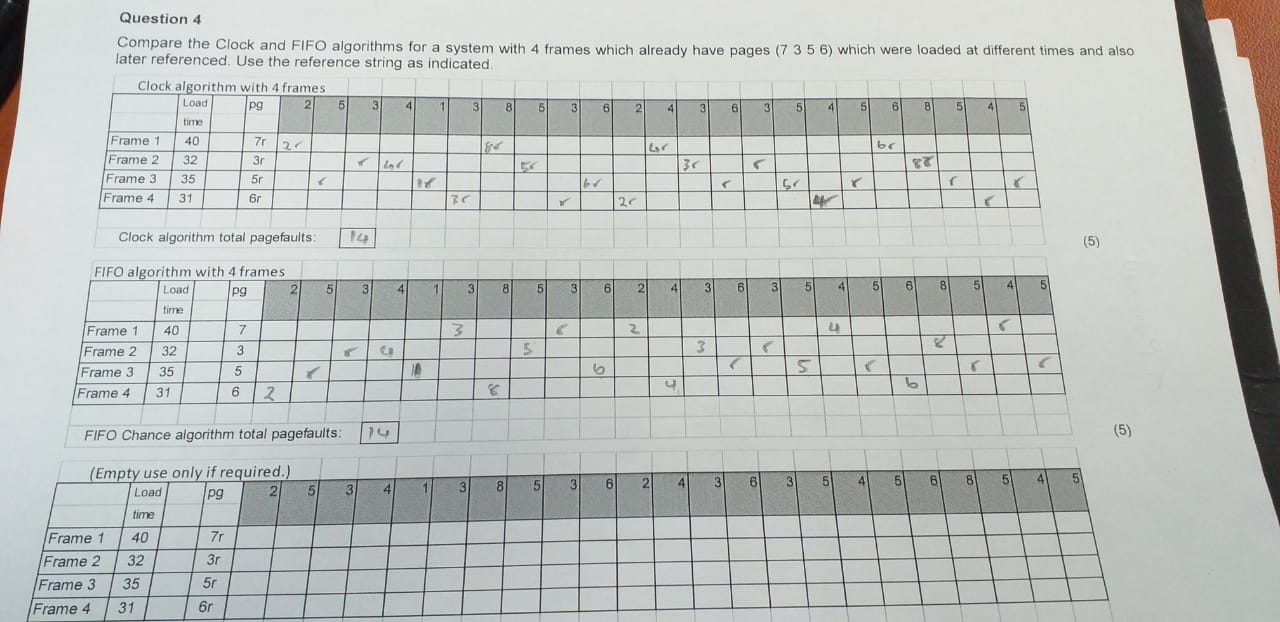 Question 4
Compare the Clock and FIFO algorithms for a system with 4 frames which already have pages (7 3 5 6) which were loaded at different times and also
later referenced. Use the reference string as indicated.
Clock algorithm with 4 frames
Load time pg 2 5 3 4 1 3 8 5 3 6 2 4 3 6 3 5 4 5 6 8 5 4 5
Frame 1 40 7r 2r 8r 4r 6r
Frame 2 32 3r r 4r 5r 3r r 8r
Frame 3 35 5r r 1r 6r r 5r r r r
Frame 4 31 6r 3r r 2r 4r r
Clock algorithm total pagefaults: 14
(5)
FIFO algorithm with 4 frames
Load time pg 2 5 3 4 1 3 8 5 3 6 2 4 3 6 3 5 4 5 6 8 5 4 5
Frame 1 40 7 3 r 2 4 r
Frame 2 32 3 r 4 5 3 r 8
Frame 3 35 5 r 1 6 r 5 r r r
Frame 4 31 6 2 8 4 6
FIFO Chance algorithm total pagefaults: 14
(5)
(Empty use only if required.)
Load time pg 2 5 3 4 1 3 8 5 3 6 2 4 3 6 3 5 4 5 6 8 5 4 5
Frame 1 40 7r
Frame 2 32 3r
Frame 3 35 5r
Frame 4 31 6r